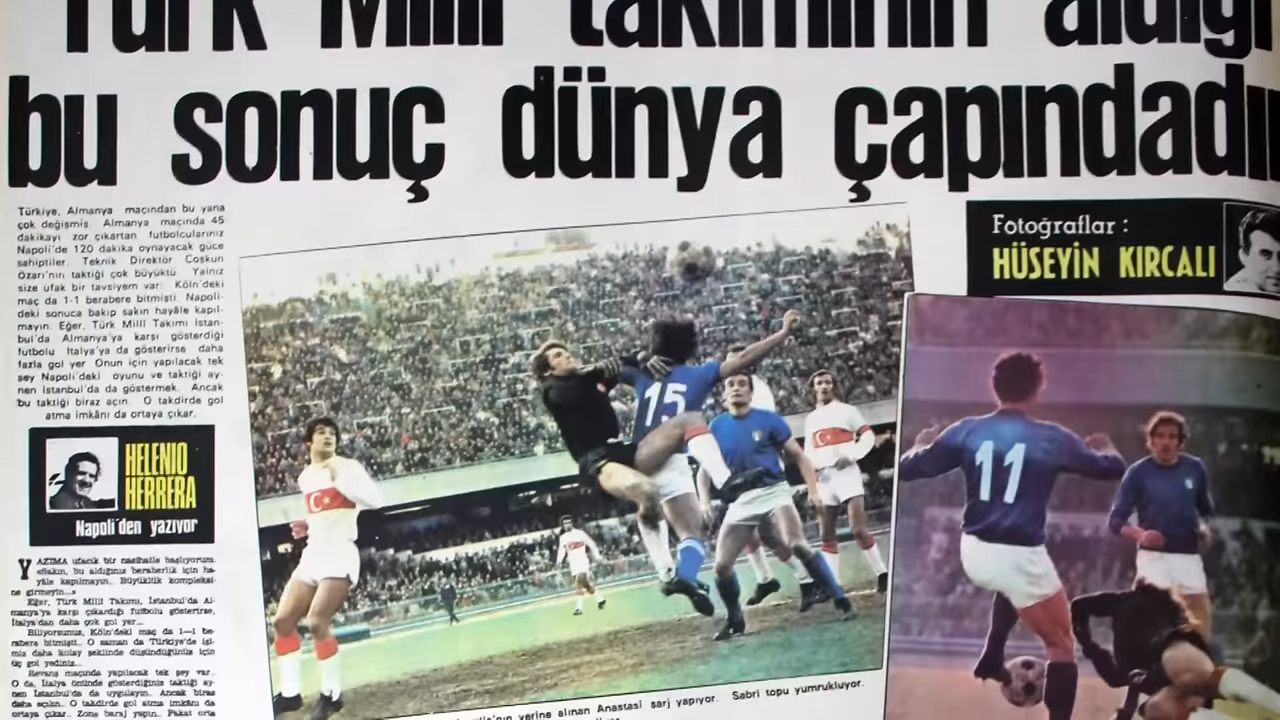 Türk Milli takımının aldığı
bu sonuç dünya çapındadı
Türkiye, Almanya maçından bu yana
çok değişmiş. Almanya maçında 45
dakikayı zor çıkartan futbolcularınız
Napoli'de 120 dakika oynayacak güce
sahiptiler. Teknik Direktör Coşkun
Özarı'nın taktiği çok büyüktü. Yalnız
size ufak bir tavsiyem var: Köln'deki
maç da 1-1 berabere bitmişti. Napoli-
deki sonuca bakıp sakın hayâle kapıl-
mayın. Eğer, Türk Milli Takımı İstan-
bul'da Almanya'ya karşı gösterdiği
futbolu İtalya'ya da gösterirse daha
fazla gol yer Onun için yapılacak tek
şey Napoli'deki oyunu ve taktiği ay-
nen İstanbul'da da göstermek. Ancak
bu taktiği biraz açın. O takdirde gol
atma imkânı da ortaya çıkar.
Fotoğraflar :
HÜSEYİN KIRCALI
15
11
HELENIO
HERRERA
Napoli'den yazıyor
YAZIMA ufacık bir nasihatle başlıyorum.
«Sakın, bu aldığınız beraberlik için ha-
yâle kapılmayın.. Büyüklük kompleksi-
ne girmeyin...»
Eğer, Türk Milli Takımı, İstanbul'da Al-
manya'ya karşı çıkardığı futbolu gösterirse,
İtalya'dan daha çok gol yer...
Biliyorsunuz, Köln'deki maç da 1—1 be-
rabere bitmişti.. O zaman da Türkiye'de işi-
miz daha kolay şeklinde düşündüğünüz için
üç gol yediniz...
Revanş maçında yapılacak tek şey var..
O da, İtalya önünde gösterdiğiniz taktiği ay-
nen İstanbul'da da uygulayın.. Ancak biraz
daha açılın.. O takdirde gol atma imkânı da
ortaya çıkar.. Zone baraj yapın.. Fakat orta
yerine alınan Anastasi şarj yapıyor. Sabri topu yumrukluyor.